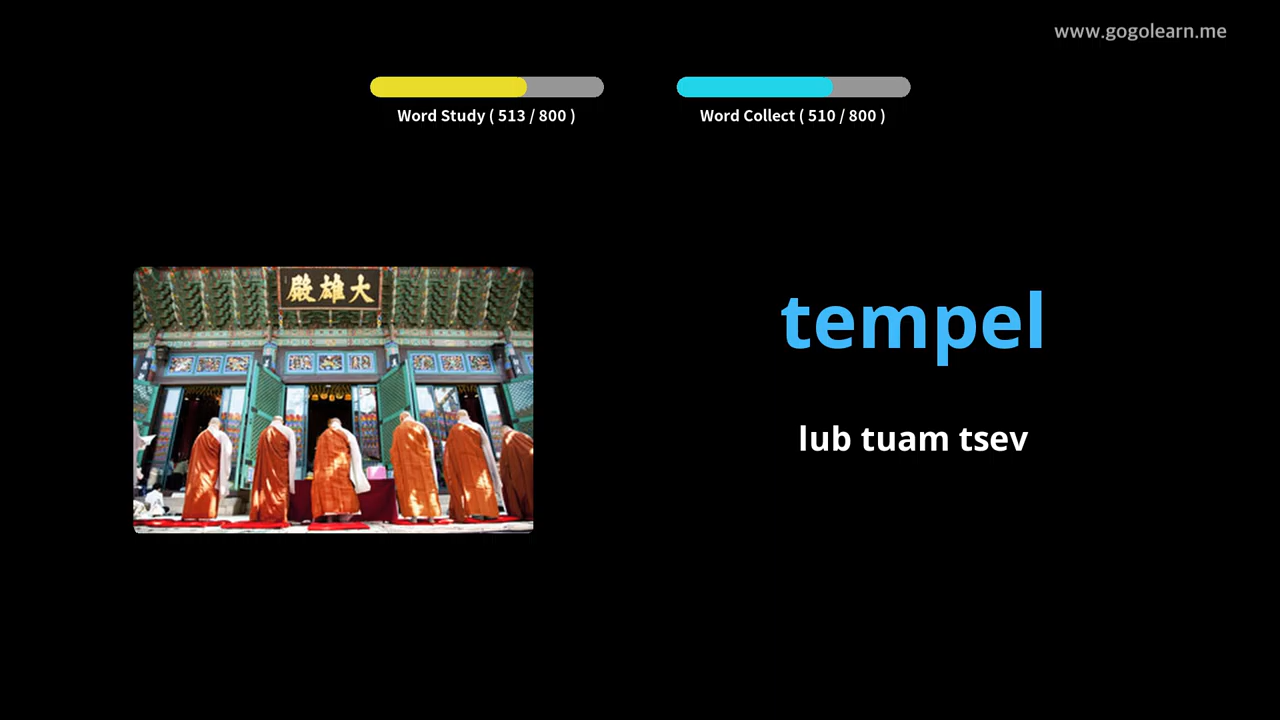 www.gogolearn.me
Word Study ( 513 / 800 )
Word Collect ( 510 / 800 )
殿雄大
tempel
lub tuam tsev